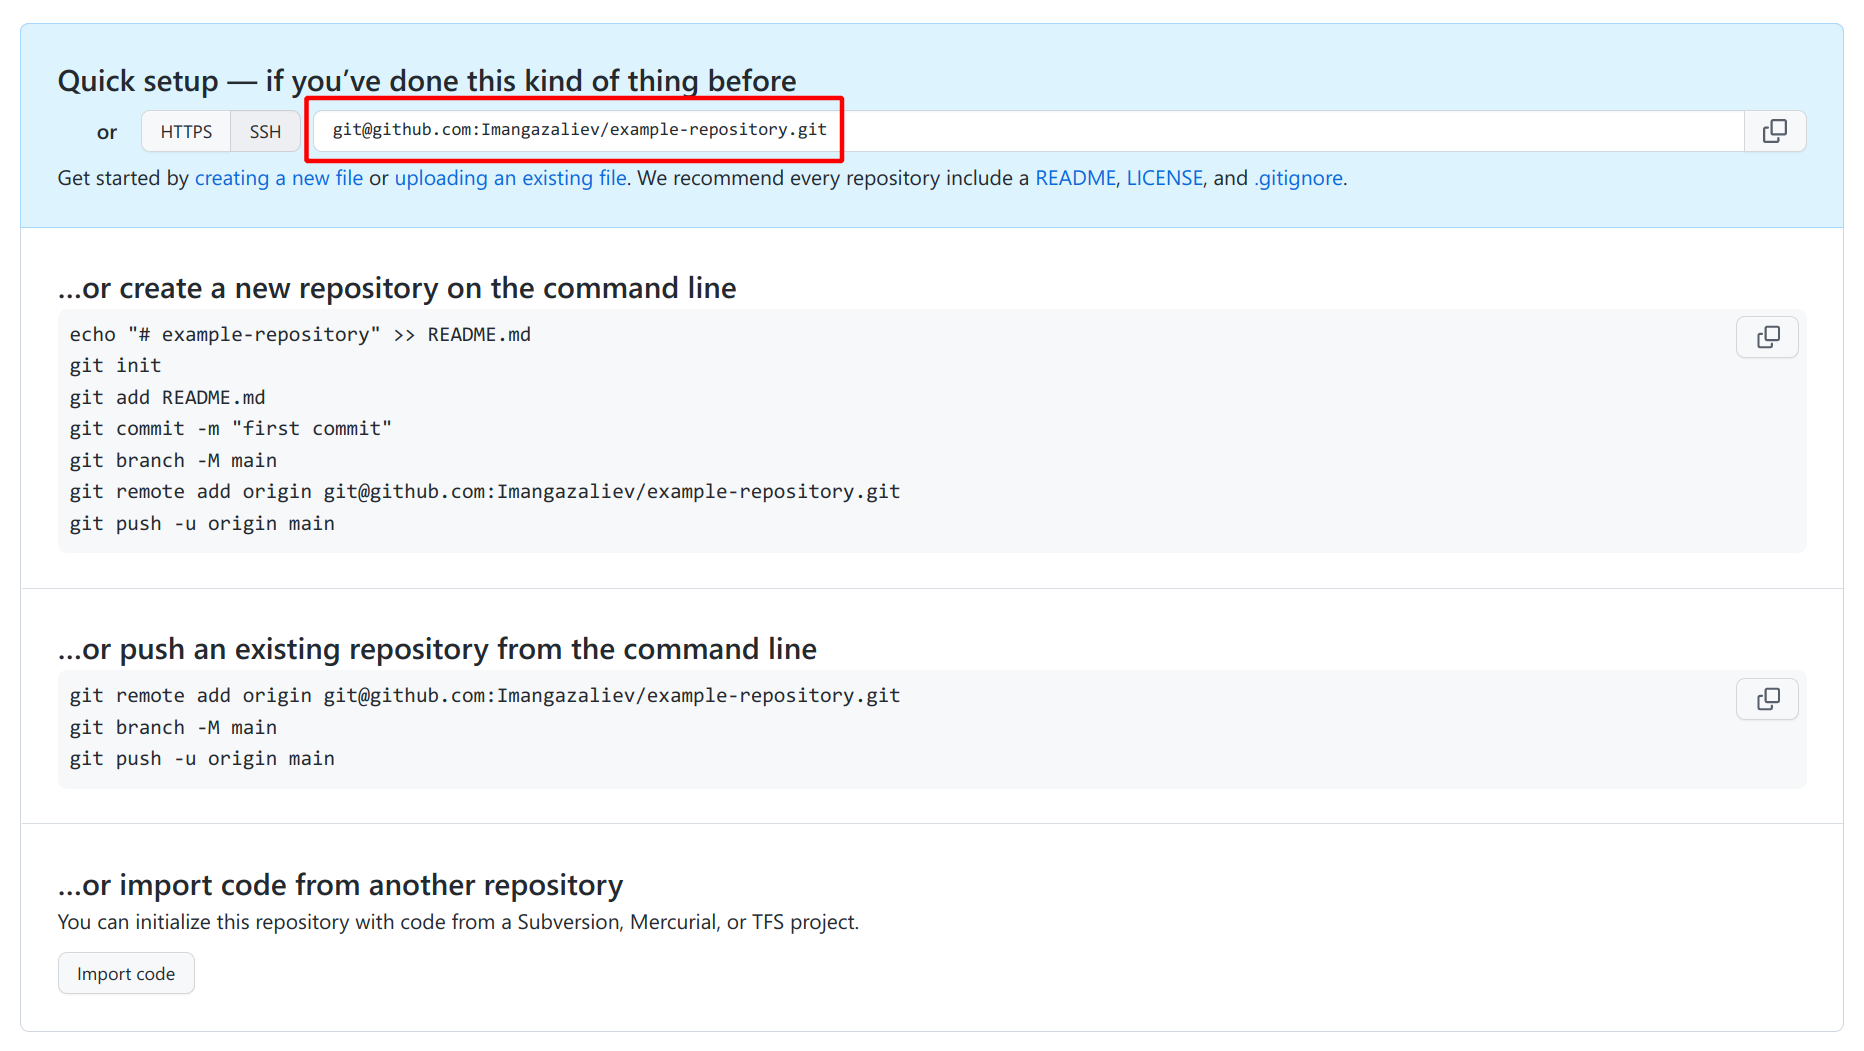 Quick setup — if you’ve done this kind of thing before
or HTTPS SSH git@github.com:Imangazaliev/example-repository.git
Get started by creating a new file or uploading an existing file. We recommend every repository include a README, LICENSE, and .gitignore.
…or create a new repository on the command line
echo "# example-repository" >> README.md
git init
git add README.md
git commit -m "first commit"
git branch -M main
git remote add origin git@github.com:Imangazaliev/example-repository.git
git push -u origin main
…or push an existing repository from the command line
git remote add origin git@github.com:Imangazaliev/example-repository.git
git branch -M main
git push -u origin main
…or import code from another repository
You can initialize this repository with code from a Subversion, Mercurial, or TFS project.
Import code